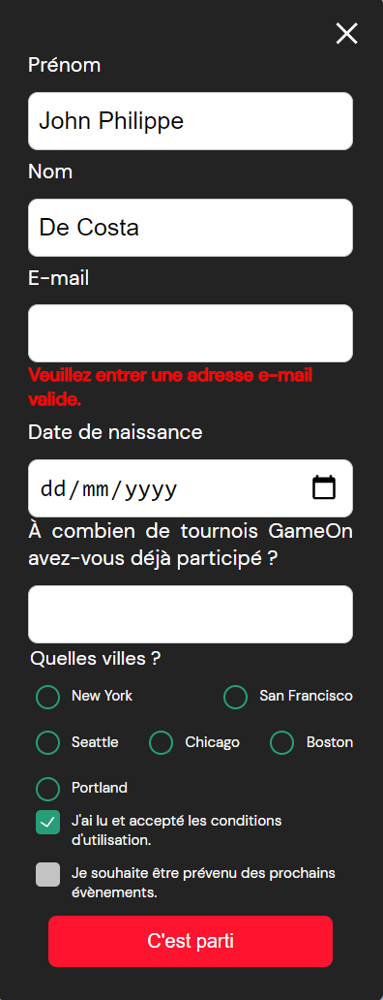 Prénom
John Philippe
Nom
De Costa
E-mail
Veuillez entrer une adresse e-mail
valide.
Date de naissance
dd/mm/yyyy
À combien de tournois GameOn
avez-vous déjà participé ?
Quelles villes ?
New York San Francisco
Seattle Chicago Boston
Portland
J'ai lu et accepté les conditions
d'utilisation.
Je souhaite être prévenu des prochains
évènements.
C'est parti